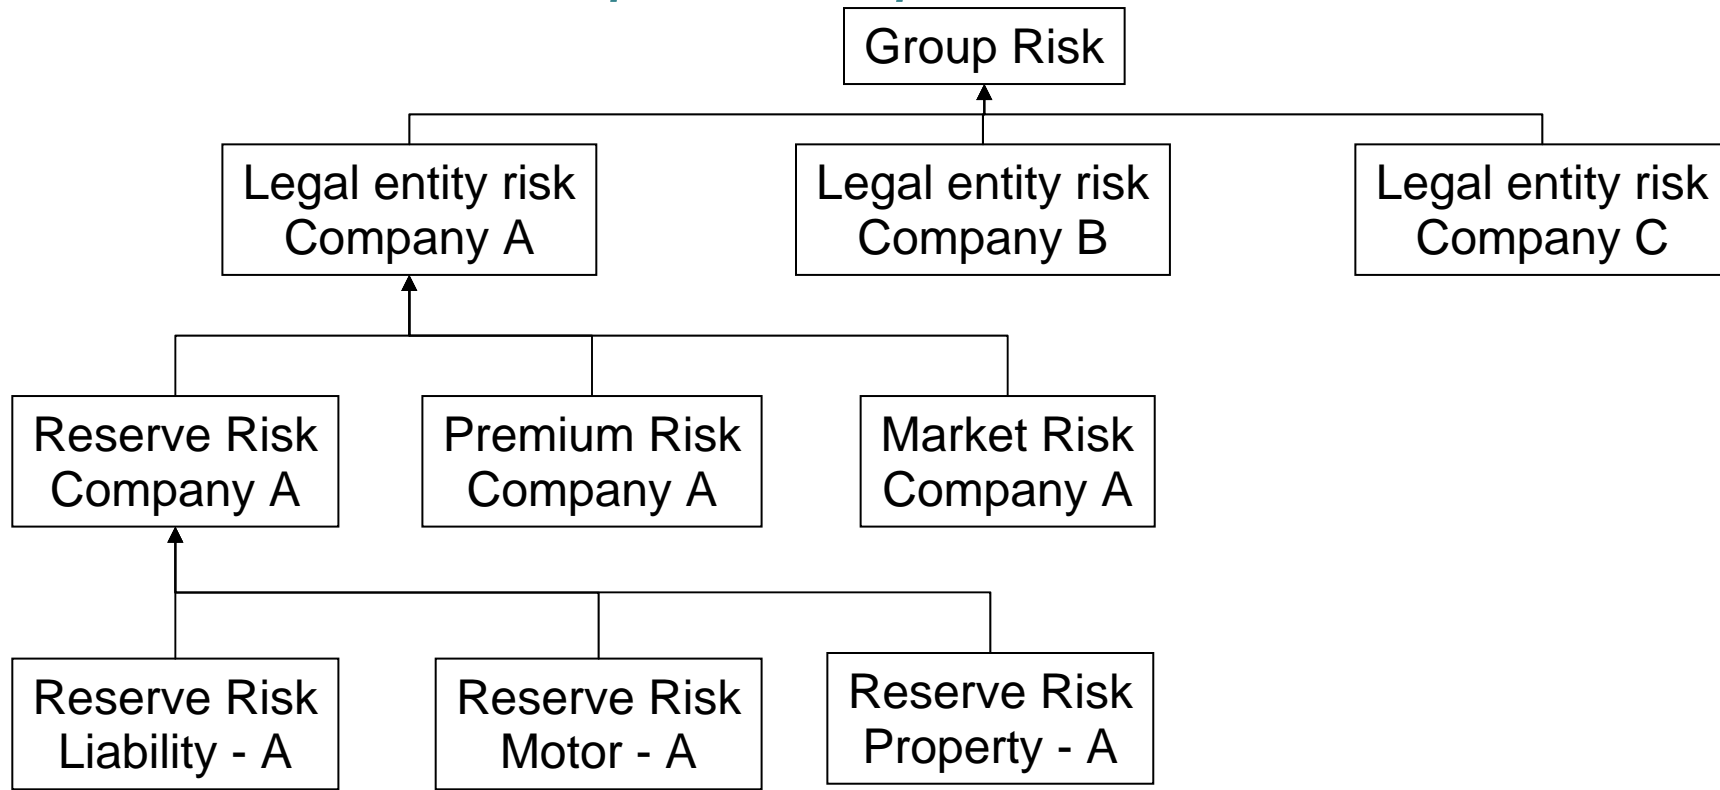 Group Risk
Legal entity risk
Company A
Legal entity risk
Company B
Legal entity risk
Company C
Reserve Risk
Company A
Premium Risk
Company A
Market Risk
Company A
Reserve Risk
Liability - A
Reserve Risk
Motor - A
Reserve Risk
Property - A